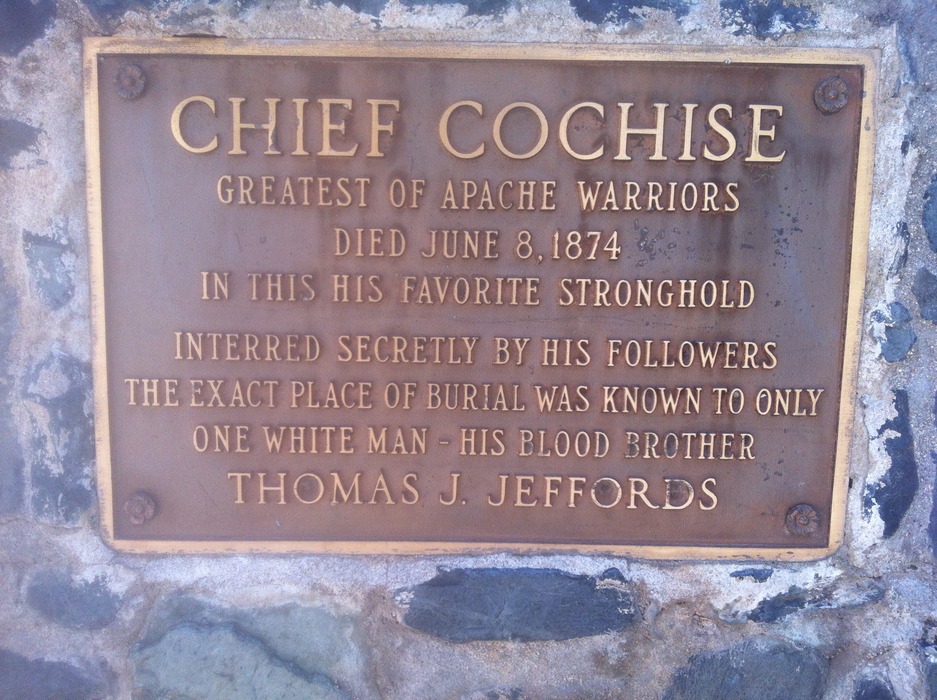 CHIEF COCHISE
GREATEST OF APACHE WARRIORS
DIED JUNE 8, 1874
IN THIS HIS FAVORITE STRONGHOLD
INTERRED SECRETLY BY HIS FOLLOWERS
THE EXACT PLACE OF BURIAL WAS KNOWN TO ONLY
ONE WHITE MAN - HIS BLOOD BROTHER
THOMAS J. JEFFORDS